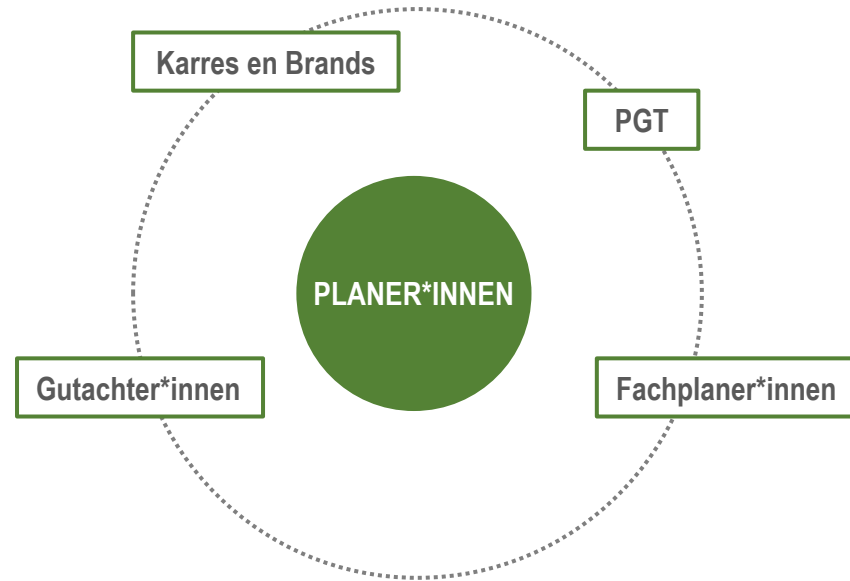 Karres en Brands
PGT
PLANER*INNEN
Gutachter*innen
Fachplaner*innen